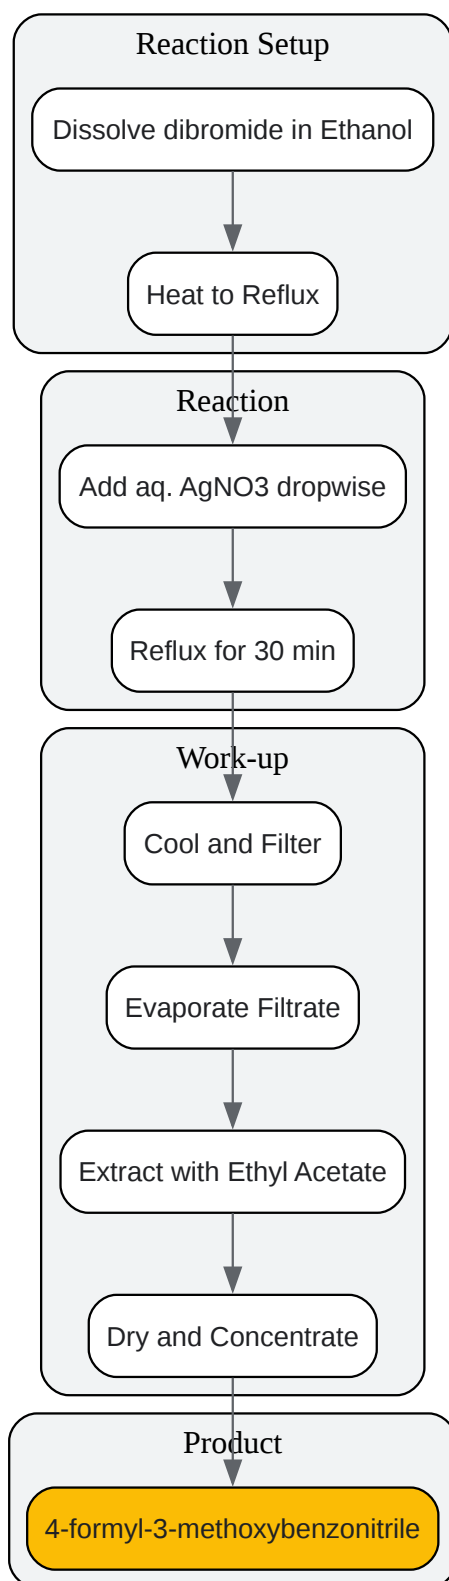 Reaction Setup
Dissolve dibromide in Ethanol
Heat to Reflux
Reaction
Add aq. AgNO3 dropwise
Reflux for 30 min
Work-up
Cool and Filter
Evaporate Filtrate
Extract with Ethyl Acetate
Dry and Concentrate
Product
4-formyl-3-methoxybenzonitrile